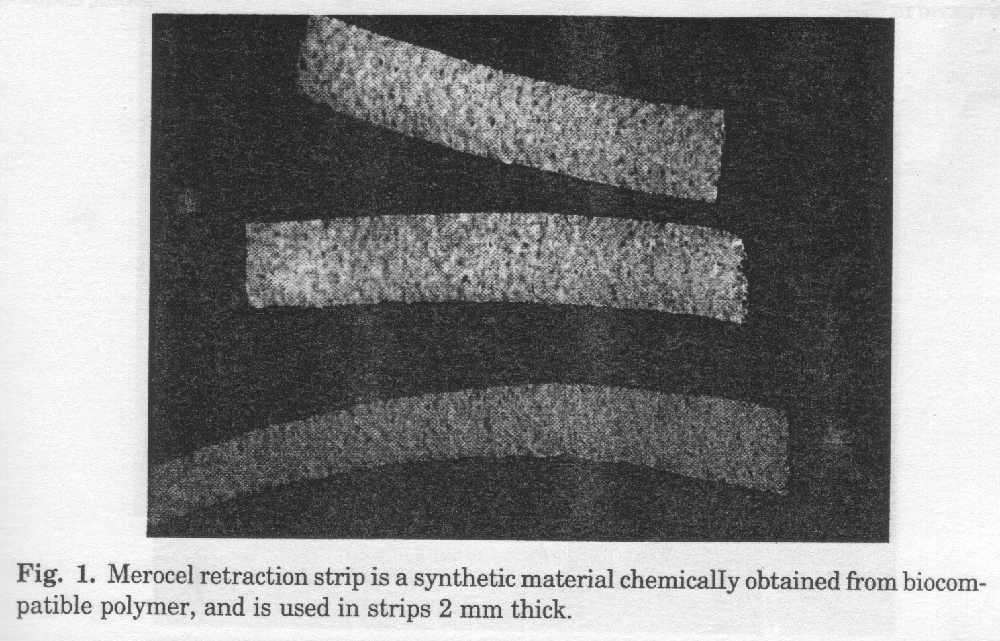 Fig. 1. Merocel retraction strip is a synthetic material chemically obtained from biocom-
patible polymer, and is used in strips 2 mm thick.